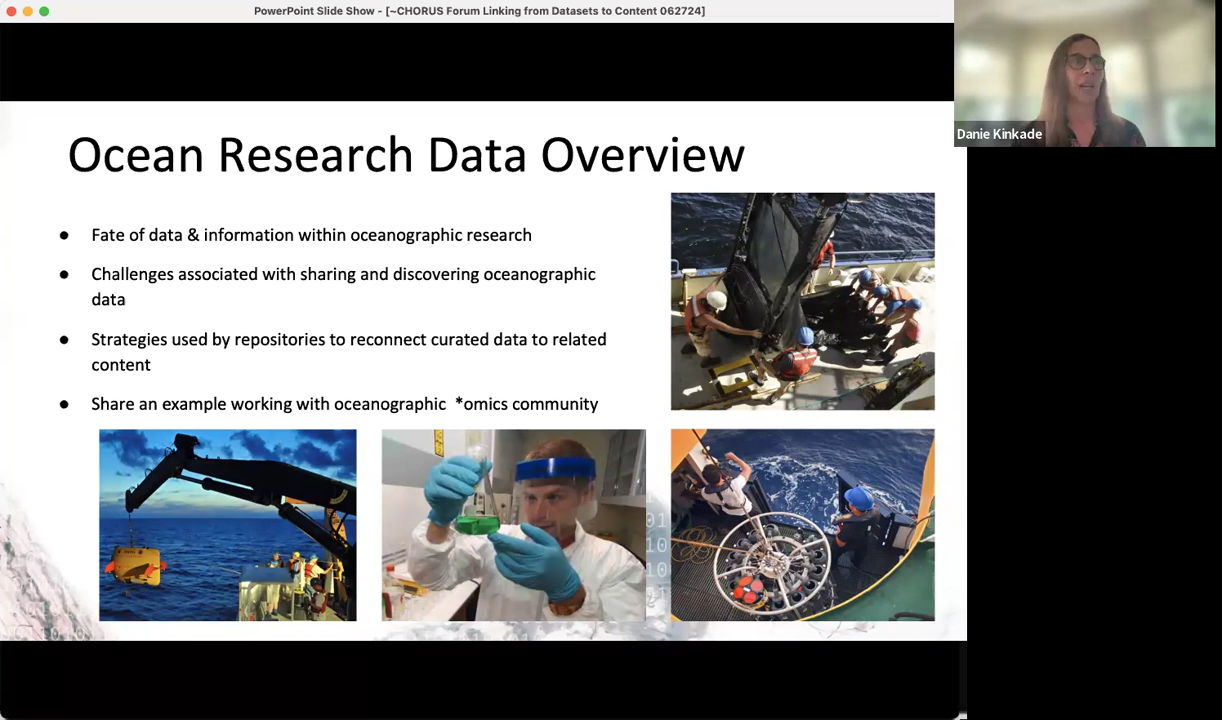 PowerPoint Slide Show - [~CHORUS Forum Linking from Datasets to Content 062724]
Danie Kinkade
Ocean Research Data Overview
● Fate of data & information within oceanographic research
● Challenges associated with sharing and discovering oceanographic
data
● Strategies used by repositories to reconnect curated data to related
content
● Share an example working with oceanographic *omics community